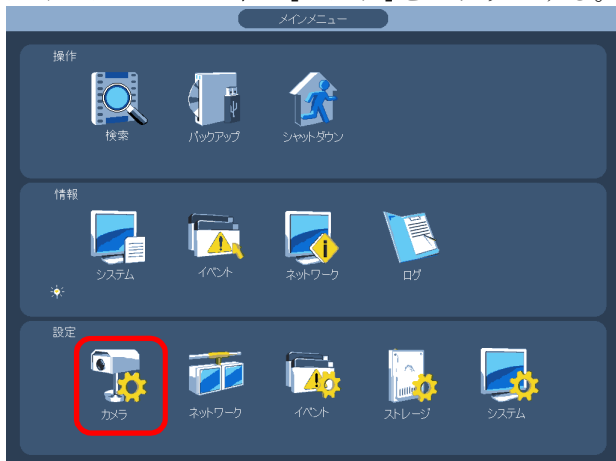 メインメニュー
操作
検索 バックアップ シャットダウン
情報
システム イベント ネットワーク ログ
設定
カメラ ネットワーク イベント ストレージ システム